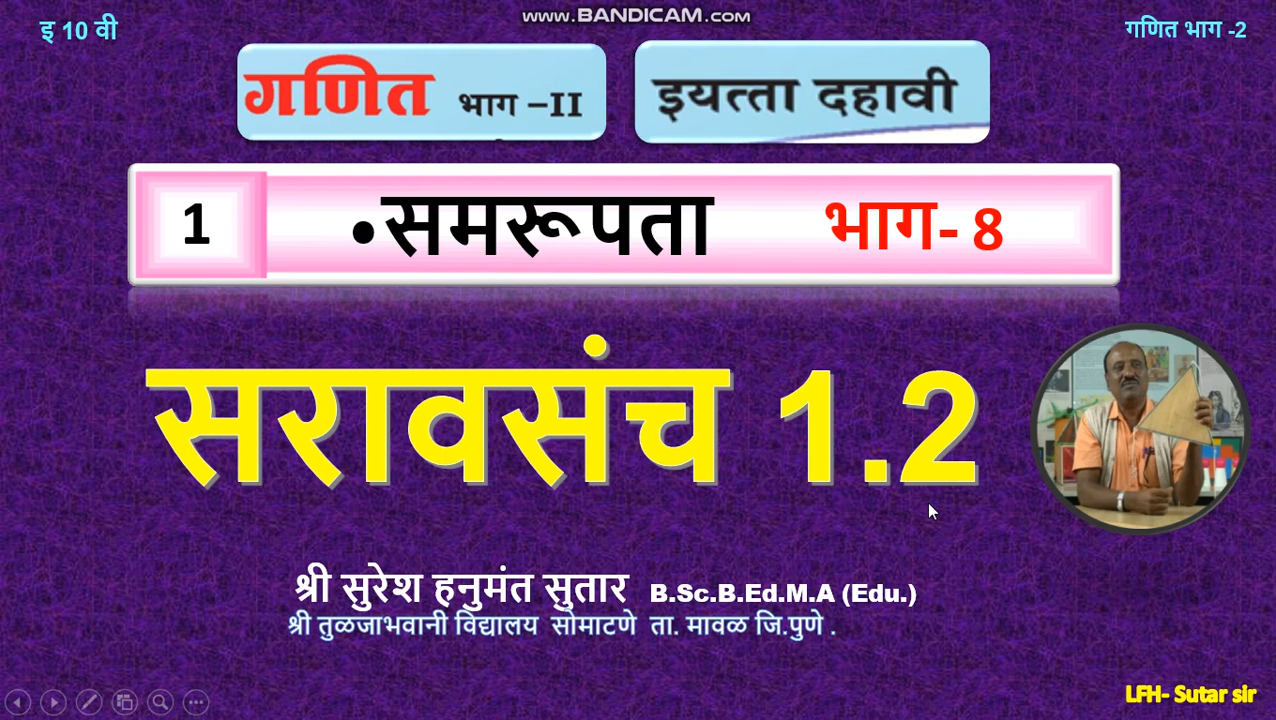 www.BANDICAM.com
इ 10 वी
गणित भाग -2
गणित भाग –II
इयत्ता दहावी
1
•समरूपता भाग- 8
सरावसंच 1.2
श्री सुरेश हनुमंत सुतार B.Sc.B.Ed.M.A (Edu.)
श्री तुळजाभवानी विद्यालय सोमाटणे ता. मावळ जि.पुणे .
LFH- Sutar sir